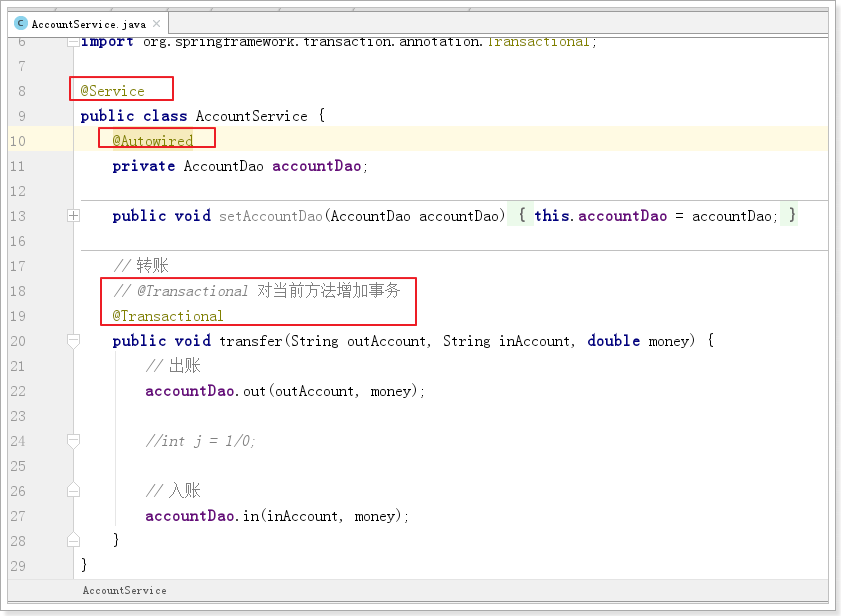 AccountService.java
6 import org.springframework.transaction.annotation.Transactional;
7
8 @Service
9 public class AccountService {
10 @Autowired
11 private AccountDao accountDao;
12
13 public void setAccountDao(AccountDao accountDao) { this.accountDao = accountDao; }
16
17 // 转账
18 // @Transactional 对当前方法增加事务
19 @Transactional
20 public void transfer(String outAccount, String inAccount, double money) {
21 // 出账
22 accountDao.out(outAccount, money);
23
24 //int j = 1/0;
25
26 // 入账
27 accountDao.in(inAccount, money);
28 }
29 }
AccountService